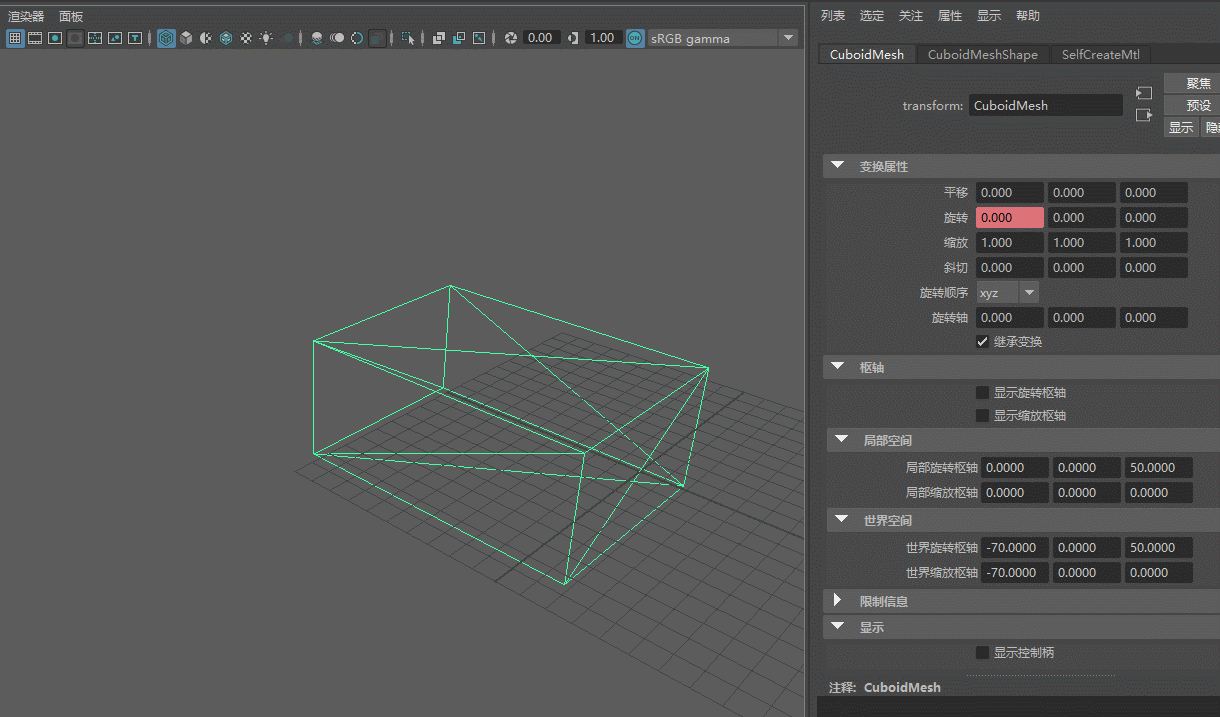 渲染器 面板
0.00 1.00 ON sRGB gamma
列表 选定 关注 属性 显示 帮助
CuboidMesh CuboidMeshShape SelfCreateMtl
transform: CuboidMesh
聚焦
预设
显示
变换属性
平移 0.000 0.000 0.000
旋转 0.000 0.000 0.000
缩放 1.000 1.000 1.000
斜切 0.000 0.000 0.000
旋转顺序 xyz
旋转轴 0.000 0.000 0.000
继承变换
枢轴
显示旋转枢轴
显示缩放枢轴
局部空间
局部旋转枢轴 0.0000 0.0000 50.0000
局部缩放枢轴 0.0000 0.0000 0.0000
世界空间
世界旋转枢轴 -70.0000 0.0000 50.0000
世界缩放枢轴 -70.0000 0.0000 0.0000
限制信息
显示
显示控制柄
注释: CuboidMesh